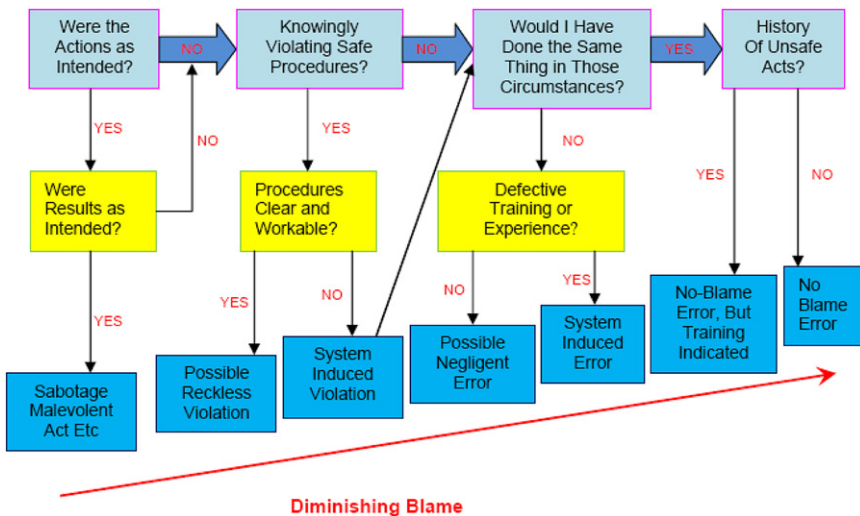 Were the
Actions as
Intended?
NO
Knowingly
Violating Safe
Procedures?
NO
Would I Have
Done the Same
Thing in Those
Circumstances?
YES
History
Of Unsafe
Acts?
YES
NO
YES
NO
YES
NO
Were
Results as
Intended?
Procedures
Clear and
Workable?
Defective
Training or
Experience?
YES
YES
NO
NO
YES
Sabotage
Malevolent
Act Etc
Possible
Reckless
Violation
System
Induced
Violation
Possible
Negligent
Error
System
Induced
Error
No-Blame
Error, But
Training
Indicated
No
Blame
Error
Diminishing Blame